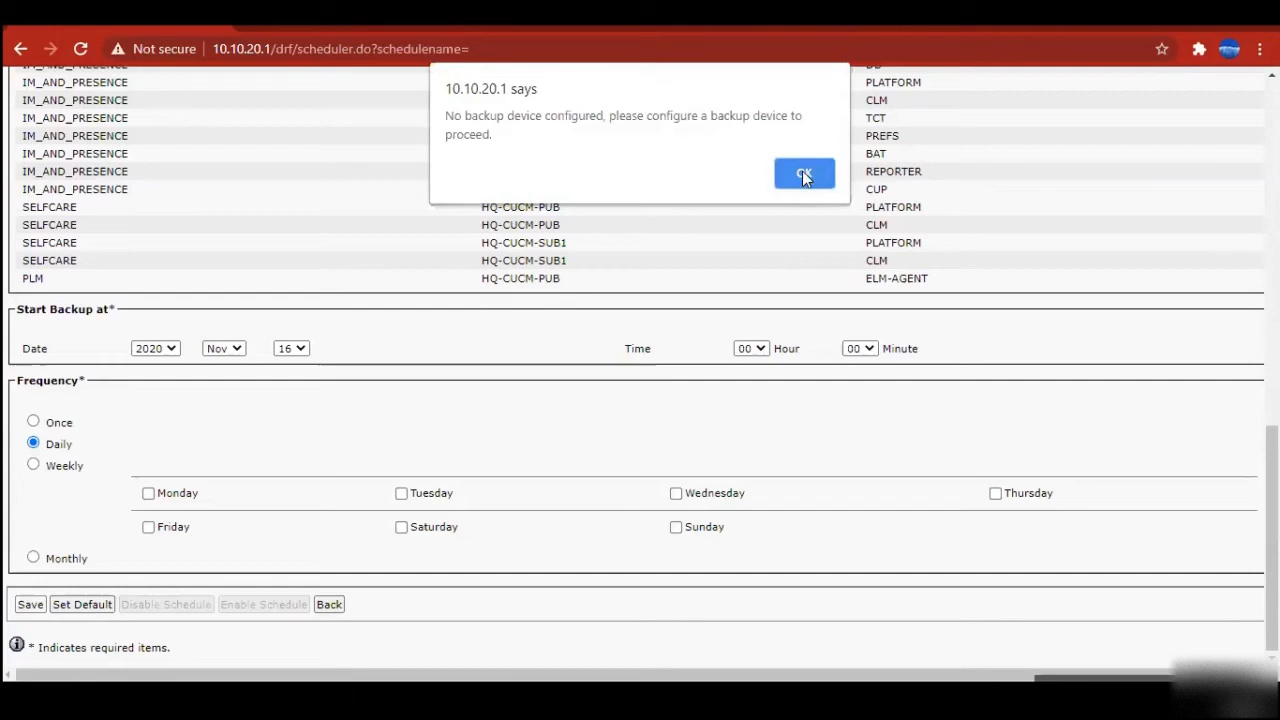 Not secure 10.10.20.1/drf/scheduler.do?schedulename=
10.10.20.1 says
No backup device configured, please configure a backup device to
proceed.
IM_AND_PRESENCE
IM_AND_PRESENCE PLATFORM
IM_AND_PRESENCE CLM
IM_AND_PRESENCE TCT
IM_AND_PRESENCE PREFS
IM_AND_PRESENCE BAT
IM_AND_PRESENCE REPORTER
IM_AND_PRESENCE CUP
SELFCARE HQ-CUCM-PUB PLATFORM
SELFCARE HQ-CUCM-PUB CLM
SELFCARE HQ-CUCM-SUB1 PLATFORM
SELFCARE HQ-CUCM-SUB1 CLM
PLM HQ-CUCM-PUB ELM-AGENT
Start Backup at*
Date 2020 Nov 16 Time 00 Hour 00 Minute
Frequency*
Once
Daily
Weekly
Monday Tuesday Wednesday Thursday
Friday Saturday Sunday
Monthly
Save Set Default Disable Schedule Enable Schedule Back
* Indicates required items.